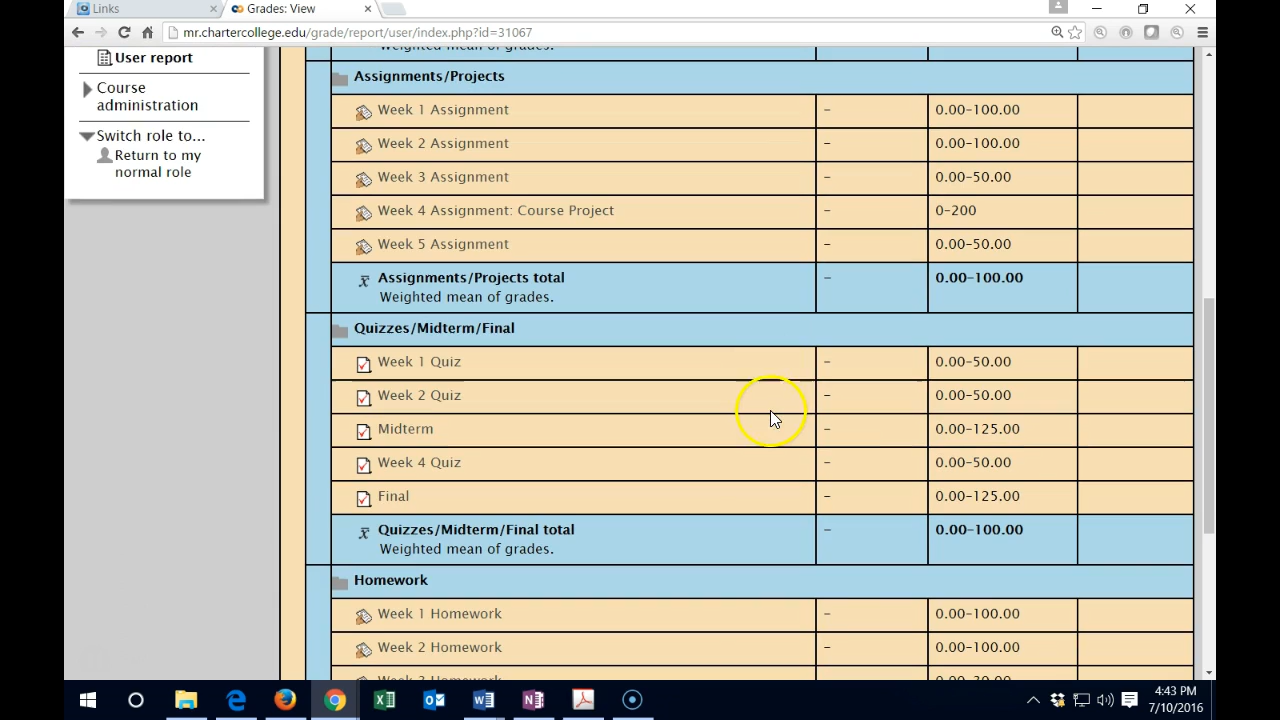 Links
Grades: View
mr.chartercollege.edu/grade/report/user/index.php?id=31067
User report
Course
administration
Switch role to...
Return to my
normal role
Weighted mean of grades.
Assignments/Projects
Week 1 Assignment - 0.00-100.00
Week 2 Assignment - 0.00-100.00
Week 3 Assignment - 0.00-50.00
Week 4 Assignment: Course Project - 0-200
Week 5 Assignment - 0.00-50.00
Assignments/Projects total - 0.00-100.00
Weighted mean of grades.
Quizzes/Midterm/Final
Week 1 Quiz - 0.00-50.00
Week 2 Quiz - 0.00-50.00
Midterm - 0.00-125.00
Week 4 Quiz - 0.00-50.00
Final - 0.00-125.00
Quizzes/Midterm/Final total - 0.00-100.00
Weighted mean of grades.
Homework
Week 1 Homework - 0.00-100.00
Week 2 Homework - 0.00-100.00
Week 3 Homework
4:43 PM
7/10/2016